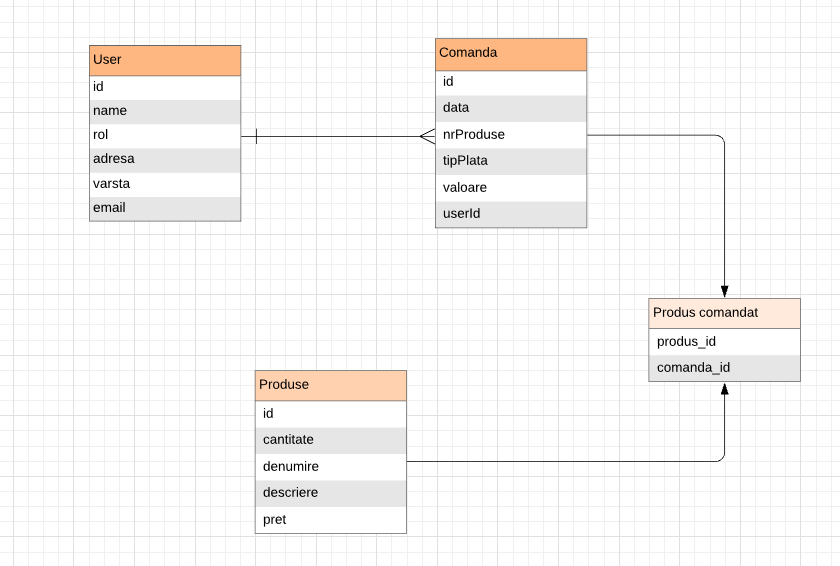 User
id
name
rol
adresa
varsta
email
Comanda
id
data
nrProduse
tipPlata
valoare
userId
Produs comandat
produs_id
comanda_id
Produse
id
cantitate
denumire
descriere
pret